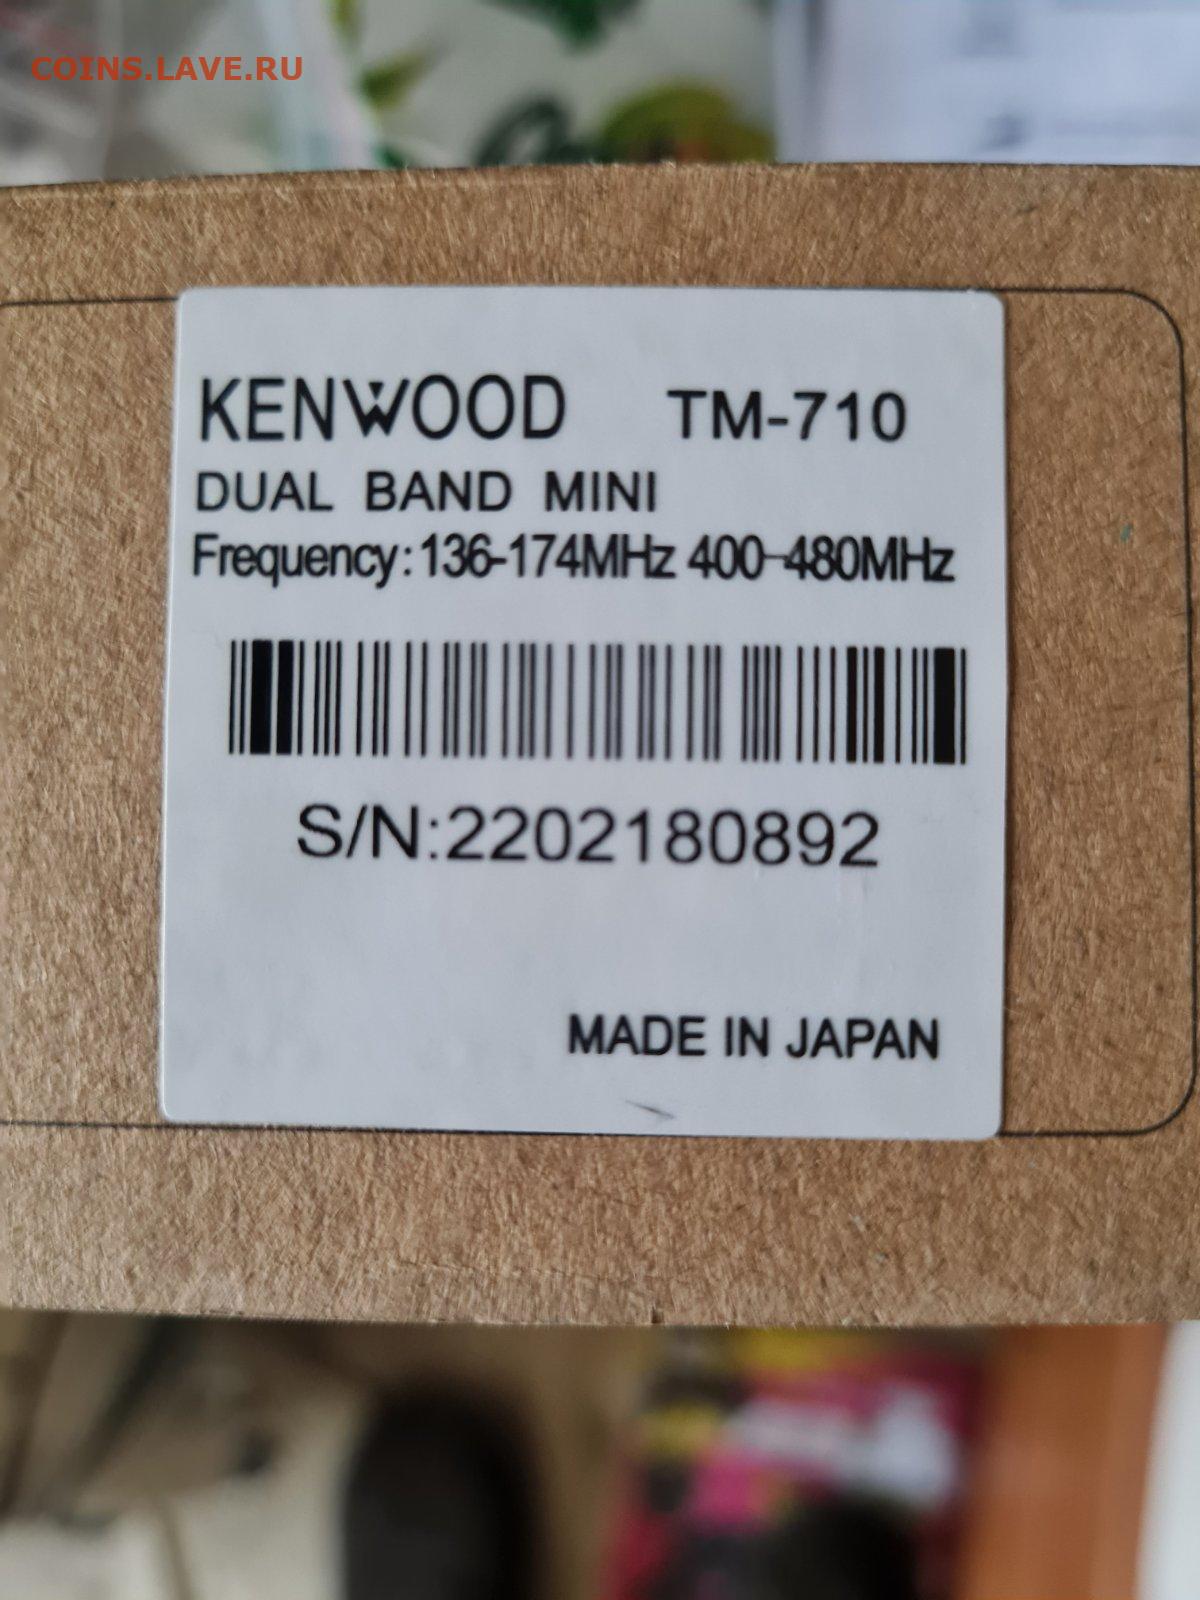 COINS.LAVE.RU
KENWOOD TM-710
DUAL BAND MINI
Frequency: 136-174MHz 400-480MHz
S/N:2202180892
MADE IN JAPAN